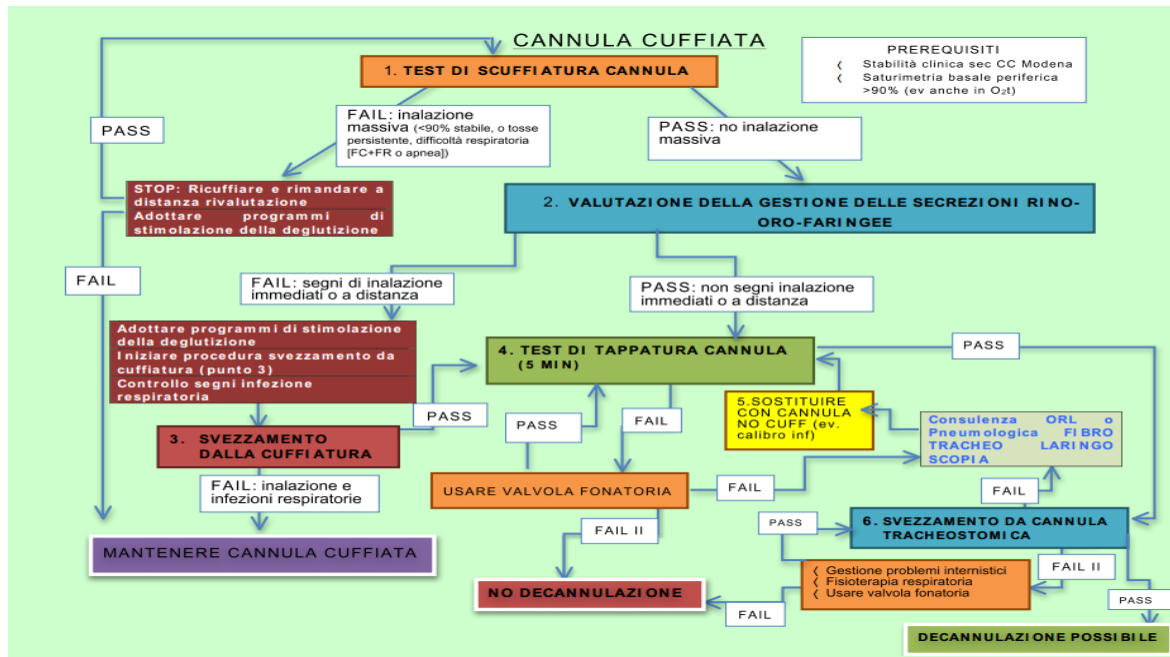 CANNULA CUFFIATA
PREREQUISITI
⟨ Stabilità clinica sec CC Modena
⟨ Saturimetria basale periferica
>90% (ev anche in O₂t)
1. TEST DI SCUFFIATURA CANNULA
PASS
FAIL: inalazione
massiva (<90% stabile, o tosse
persistente, difficoltà respiratoria
[FC+FR o apnea])
PASS: no inalazione
massiva
STOP: Ricuffiare e rimandare a
distanza rivalutazione
Adottare programmi di
stimolazione della deglutizione
2. VALUTAZIONE DELLA GESTIONE DELLE SECREZIONI RINO-
ORO-FARINGEE
FAIL
FAIL: segni di inalazione
immediati o a distanza
PASS: non segni inalazione
immediati o a distanza
Adottare programmi di stimolazione
della deglutizione
Iniziare procedura svezzamento da
cuffiatura (punto 3)
Controllo segni infezione
respiratoria
4. TEST DI TAPPATURA CANNULA
(5 MIN)
PASS
PASS
PASS
FAIL
5.SOSTITUIRE
CON CANNULA
NO CUFF (ev.
calibro inf)
Consulenza ORL o
Pneumologica FIBRO
TRACHEO LARINGO
SCOPIA
3. SVEZZAMENTO
DALLA CUFFIATURA
FAIL: inalazione e
infezioni respiratorie
USARE VALVOLA FONATORIA
FAIL
FAIL
PASS
6. SVEZZAMENTO DA CANNULA
TRACHEOSTOMICA
FAIL II
MANTENERE CANNULA CUFFIATA
FAIL II
⟨ Gestione problemi internistici
⟨ Fisioterapia respiratoria
⟨ Usare valvola fonatoria
NO DECANNULAZIONE
FAIL
PASS
DECANNULAZIONE POSSIBILE